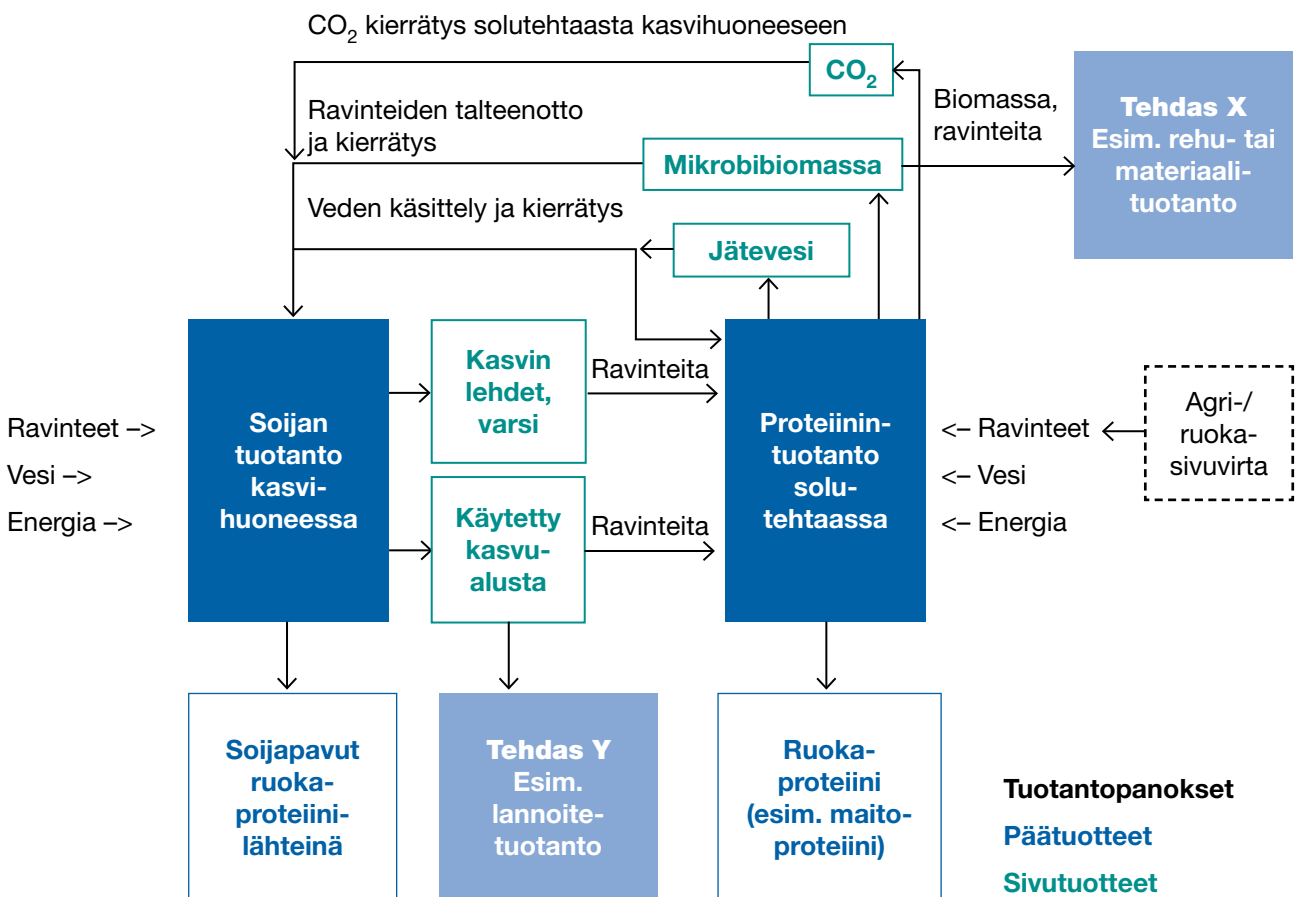 CO2 kierrätys solutehtaasta kasvihuoneeseen
CO2
Ravinteiden talteenotto
ja kierrätys
Mikrobibiomassa
Biomassa,
ravinteita
Tehdas X
Esim. rehu- tai
materiaali-
tuotanto
Veden käsittely ja kierrätys
Jätevesi
Ravinteet –>
Vesi –>
Energia –>
Soijan
tuotanto
kasvi-
huoneessa
Kasvin
lehdet,
varsi
Ravinteita
Käytetty
kasvu-
alusta
Ravinteita
Proteiinin-
tuotanto
solu-
tehtaassa
<– Ravinteet
<– Vesi
<– Energia
Agri-/
ruoka-
sivuvirta
Soijapavut
ruoka-
proteiini-
lähteinä
Tehdas Y
Esim.
lannoite-
tuotanto
Ruoka-
proteiini
(esim. maito-
proteiini)
Tuotantopanokset
Päätuotteet
Sivutuotteet